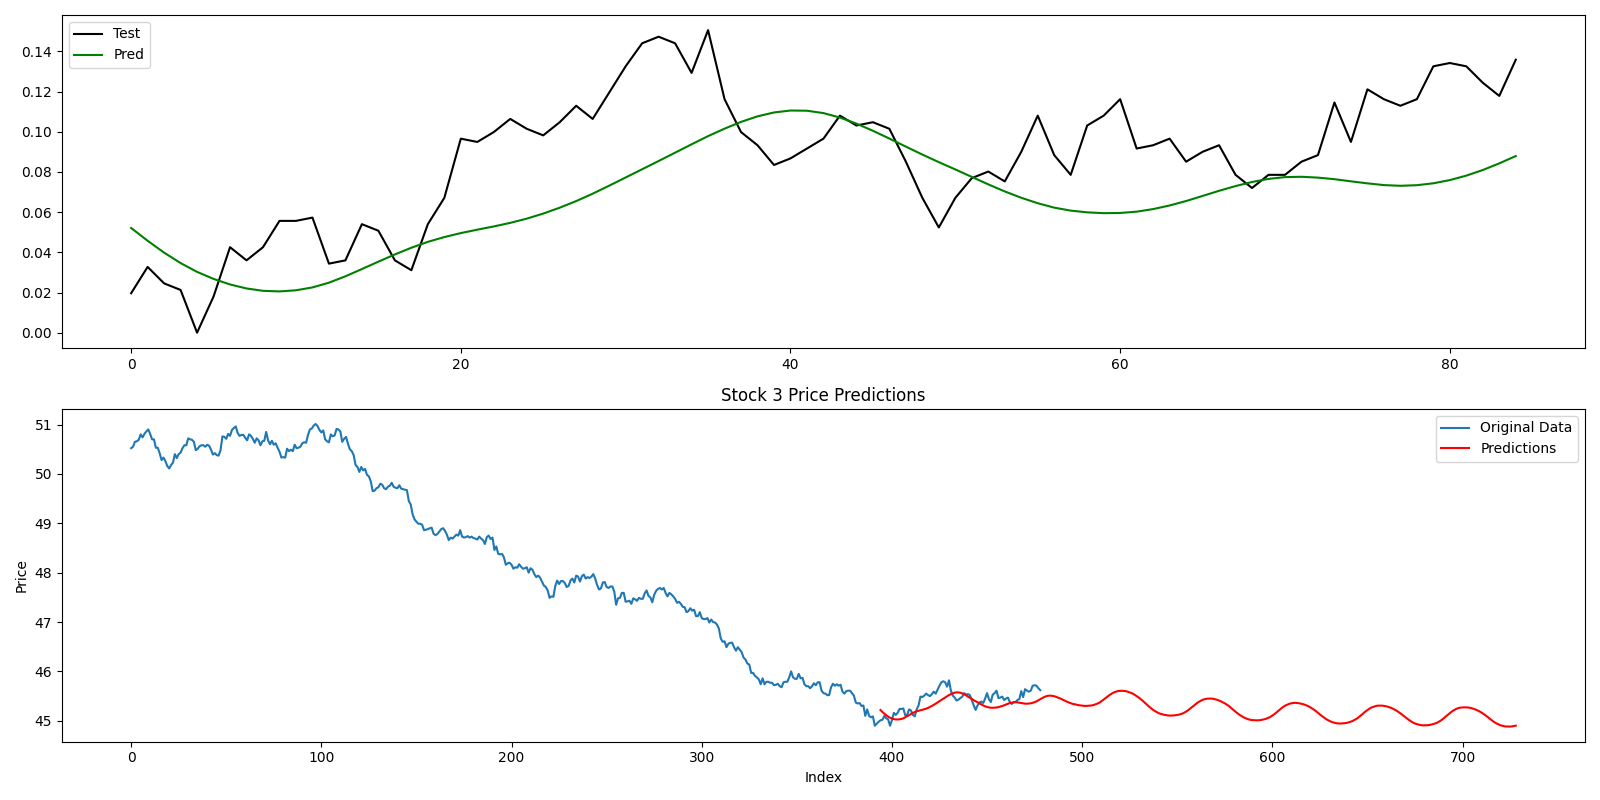 Test
Pred
0.14
0.12
0.10
0.08
0.06
0.04
0.02
0.00
0 20 40 60 80
Stock 3 Price Predictions
Original Data
Predictions
51
50
49
48
47
46
45
Price
0 100 200 300 400 500 600 700
Index